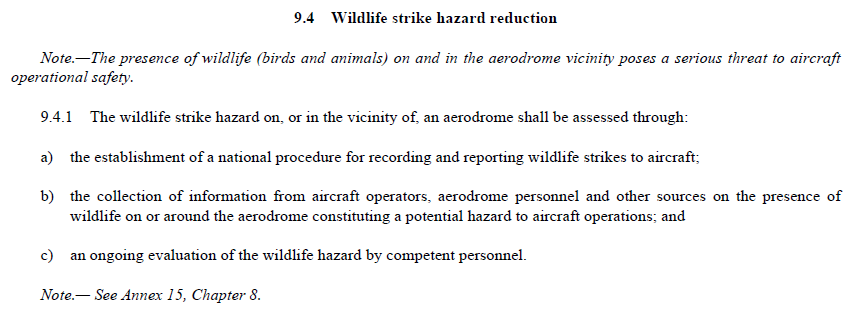 9.4 Wildlife strike hazard reduction
Note.—The presence of wildlife (birds and animals) on and in the aerodrome vicinity poses a serious threat to aircraft
operational safety.
9.4.1 The wildlife strike hazard on, or in the vicinity of, an aerodrome shall be assessed through:
a) the establishment of a national procedure for recording and reporting wildlife strikes to aircraft;
b) the collection of information from aircraft operators, aerodrome personnel and other sources on the presence of
wildlife on or around the aerodrome constituting a potential hazard to aircraft operations; and
c) an ongoing evaluation of the wildlife hazard by competent personnel.
Note.— See Annex 15, Chapter 8.